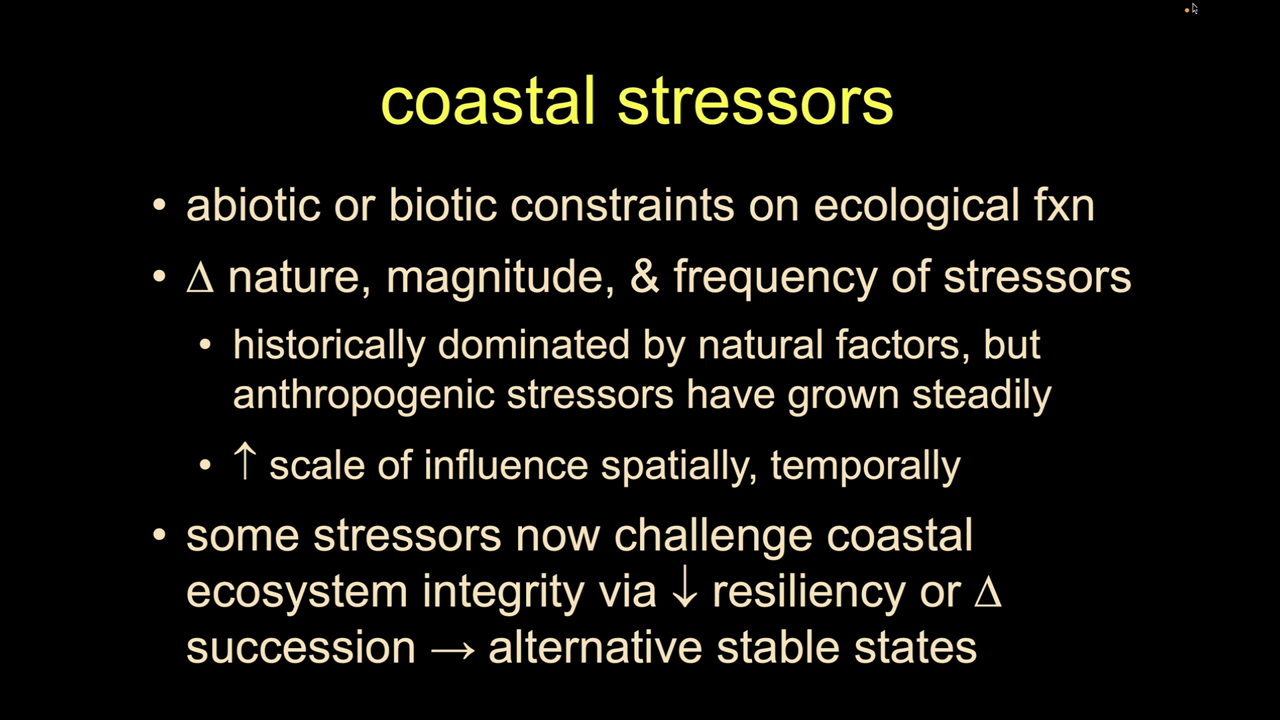 coastal stressors
• abiotic or biotic constraints on ecological fxn
• Δ nature, magnitude, & frequency of stressors
• historically dominated by natural factors, but
anthropogenic stressors have grown steadily
• ↑ scale of influence spatially, temporally
• some stressors now challenge coastal
ecosystem integrity via ↓ resiliency or Δ
succession → alternative stable states